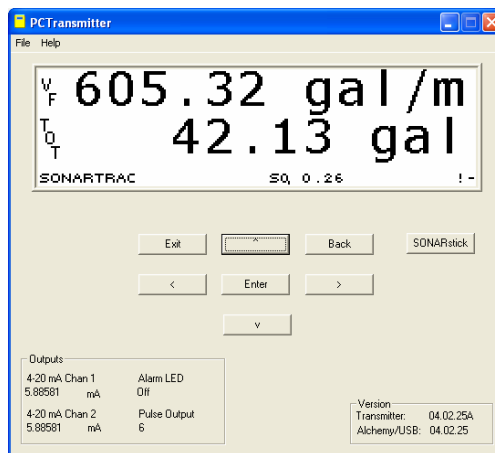 PCTransmitter
File Help
VF 605.32 gal/m
TOT 42.13 gal
SONARTRAC SQ, 0.26 !-
Exit ^ Back SONARstick
< Enter >
v
Outputs
4-20 mA Chan 1 Alarm LED
5.88581 mA Off
4-20 mA Chan 2 Pulse Output
5.88581 mA 6
Version
Transmitter: 04.02.25A
Alchemy/USB: 04.02.25